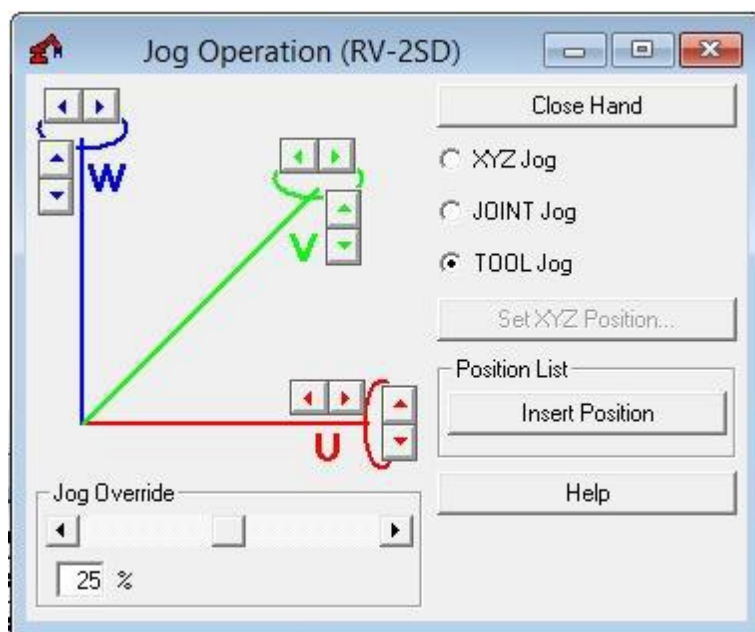 Jog Operation (RV-2SD)
Close Hand
XYZ Jog
JOINT Jog
TOOL Jog
Set XYZ Position...
Position List
Insert Position
Help
W
V
U
Jog Override
25 %